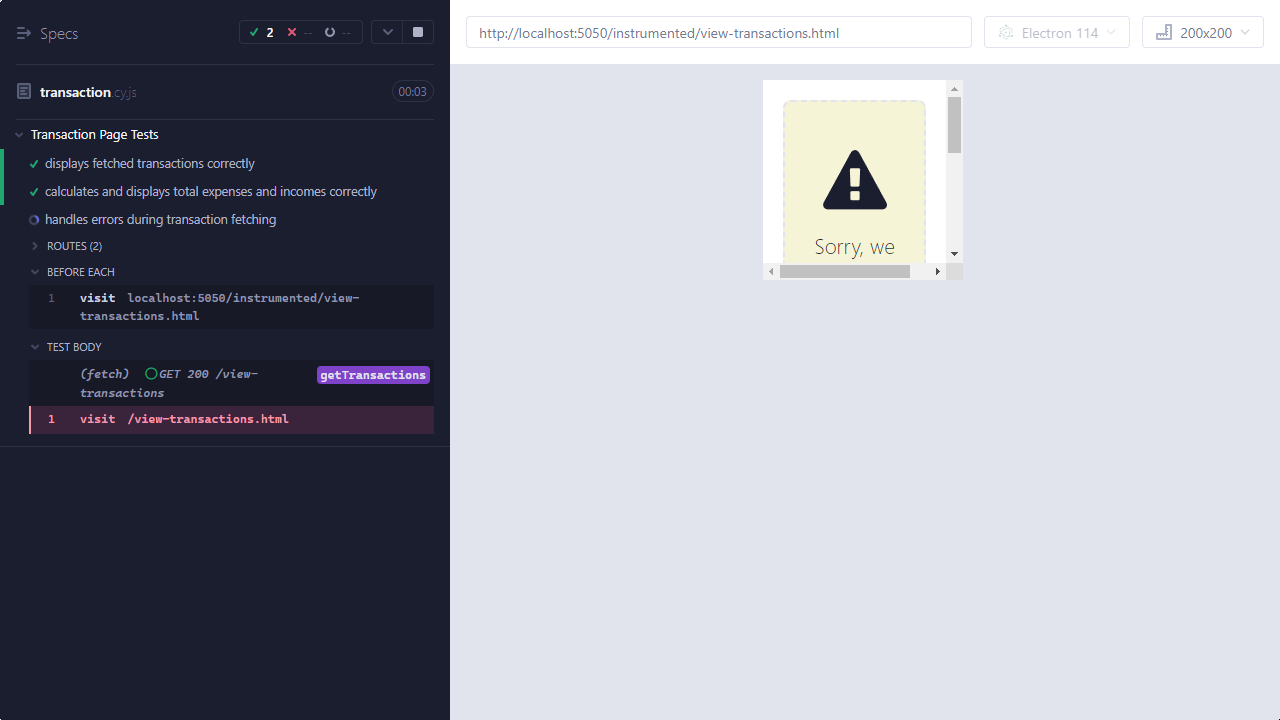 Specs
2
--
--
http://localhost:5050/instrumented/view-transactions.html
Electron 114
200x200
transaction.cy.js
00:03
Transaction Page Tests
displays fetched transactions correctly
calculates and displays total expenses and incomes correctly
handles errors during transaction fetching
ROUTES (2)
BEFORE EACH
1 visit localhost:5050/instrumented/view-
transactions.html
TEST BODY
(fetch) GET 200 /view- getTransactions
transactions
1 visit /view-transactions.html
Sorry, we